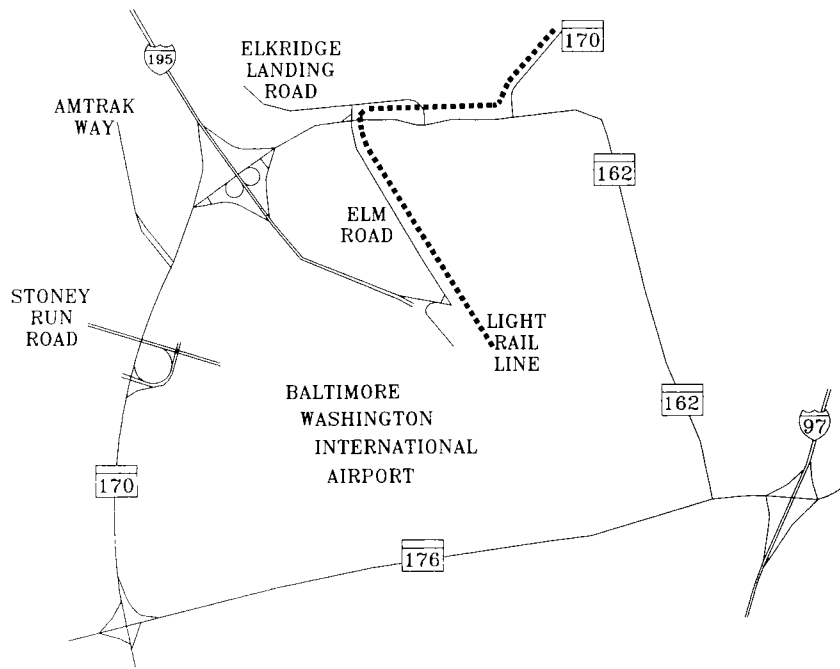 170
195
ELKRIDGE
LANDING
ROAD
AMTRAK
WAY
162
ELM
ROAD
STONEY
RUN
ROAD
LIGHT
RAIL
LINE
BALTIMORE
WASHINGTON
INTERNATIONAL
AIRPORT
162
97
170
176